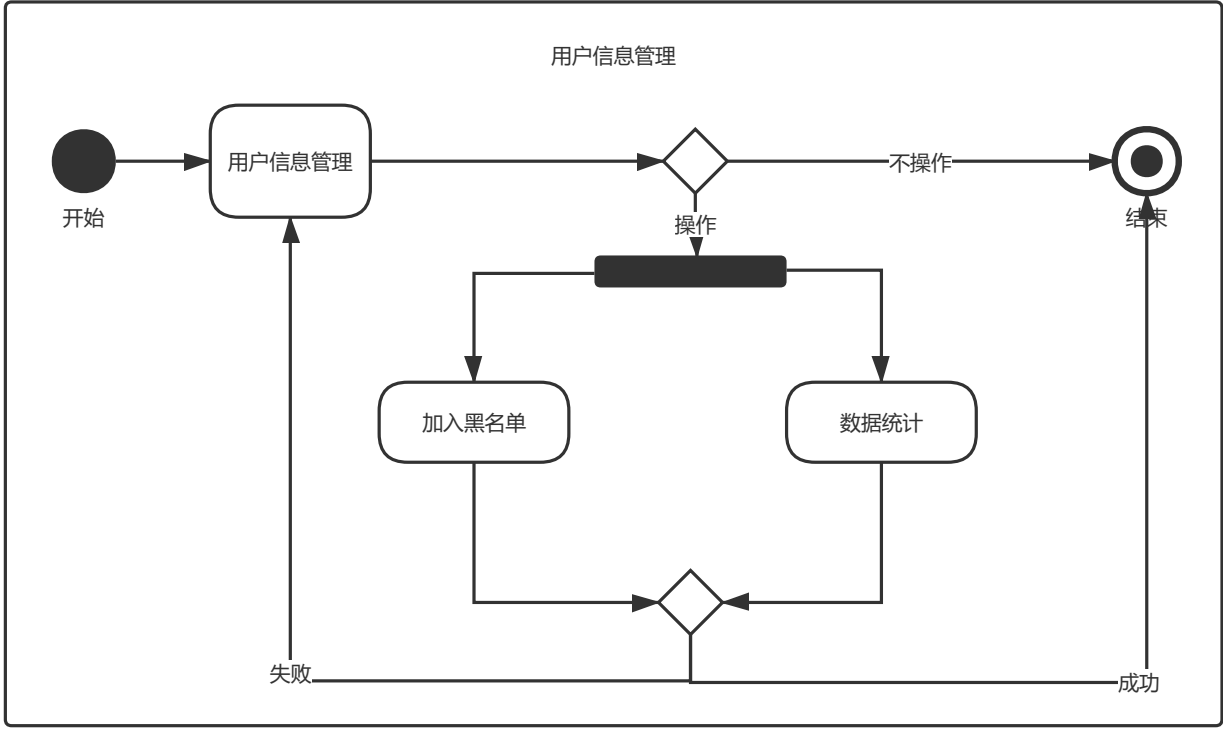 用户信息管理
用户信息管理
不操作
开始
结束
操作
加入黑名单
数据统计
失败
成功